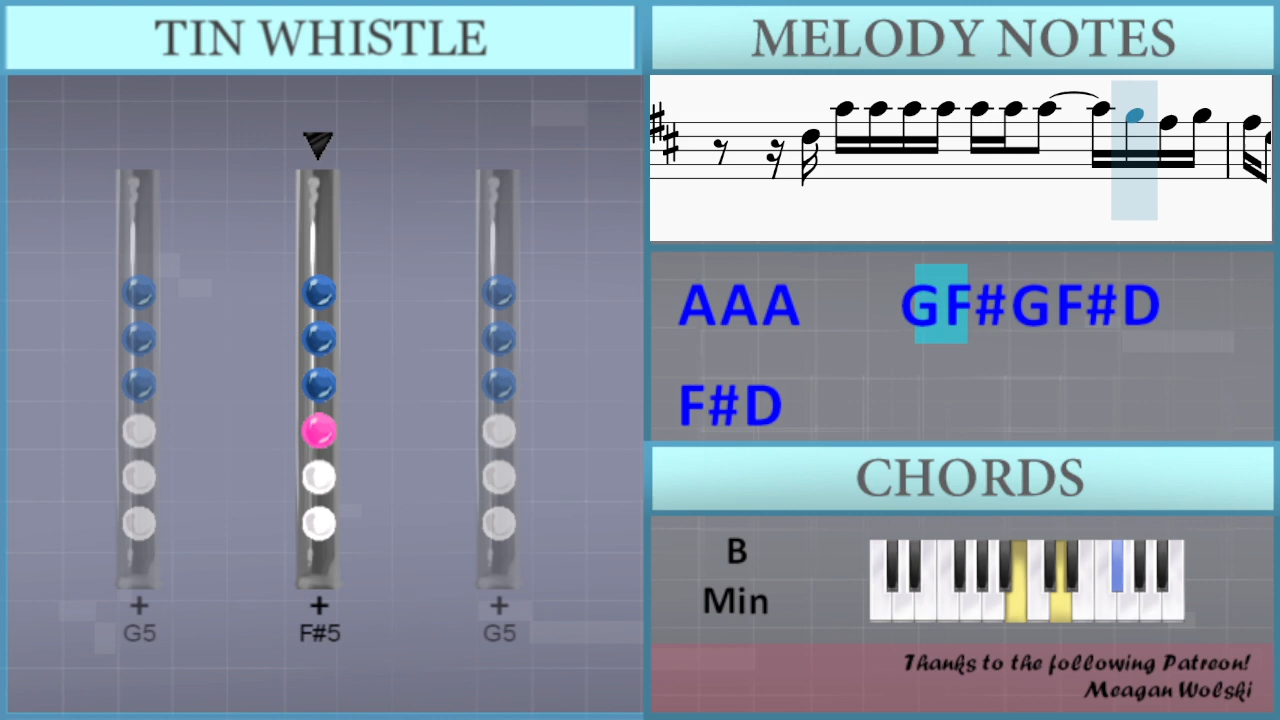 TIN WHISTLE
+ + +
G5 F#5 G5
MELODY NOTES
AAA GF#GF#D
F#D
CHORDS
B
Min
Thanks to the following Patreon!
Meagan Wolski